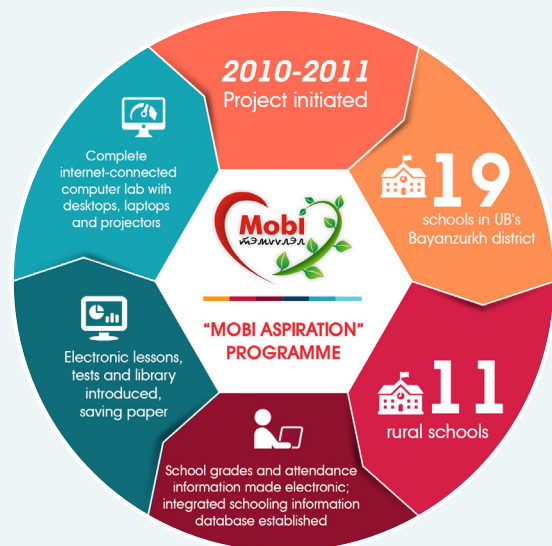 2010-2011
Project initiated
19
schools in UB's
Bayanzurkh district
11
rural schools
School grades and attendance
information made electronic;
integrated schooling information
database established
Electronic lessons,
tests and library
introduced,
saving paper
Complete
internet-connected
computer lab with
desktops, laptops
and projectors
Mobi
тэмүүлэл
"MOBI ASPIRATION"
PROGRAMME